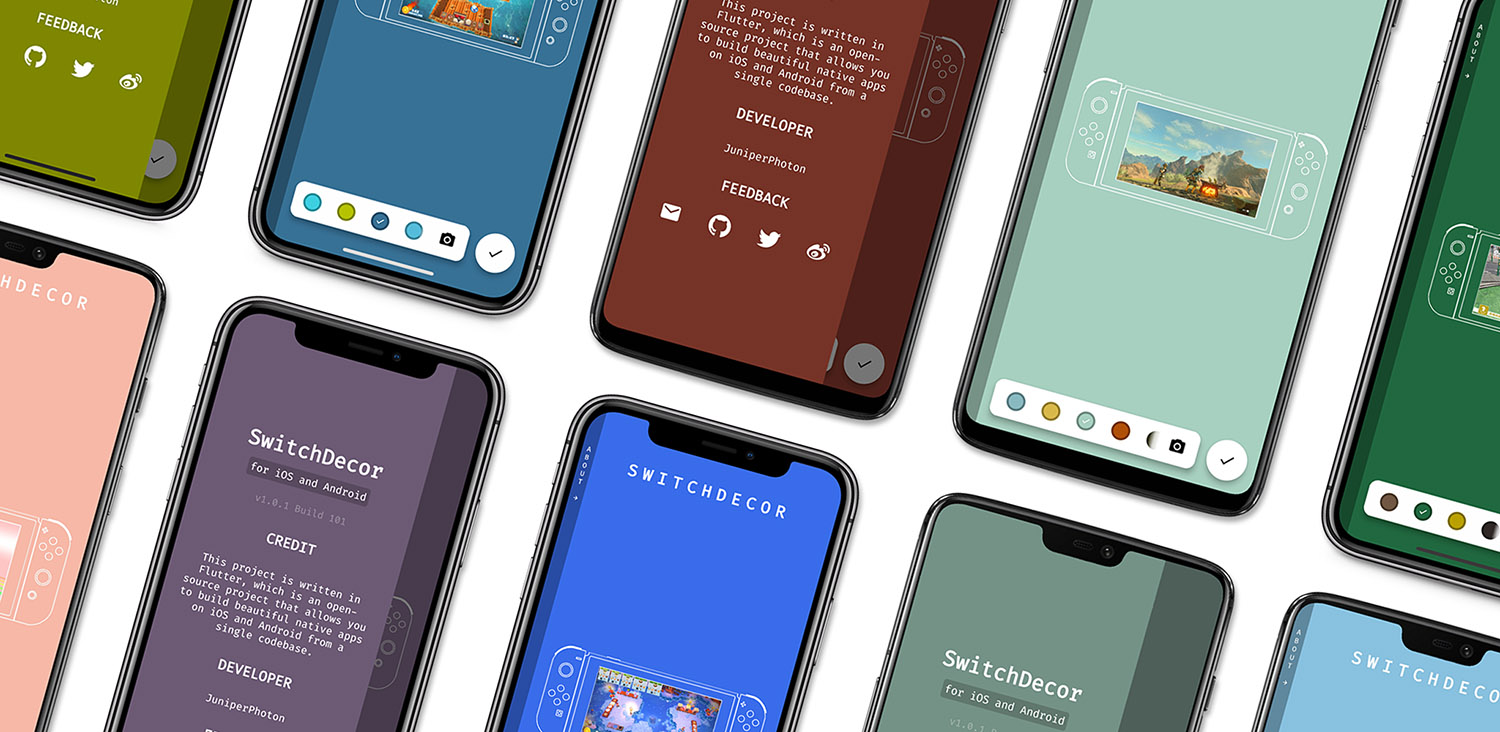 FEEDBACK
This project is written in
Flutter, which is an open-
source project that allows you
to build beautiful native apps
on iOS and Android from a
single codebase.
DEVELOPER
JuniperPhoton
FEEDBACK
ABOUT →
HDECOR
SwitchDecor
for iOS and Android
v1.0.1 Build 101
CREDIT
This project is written in
Flutter, which is an open-
source project that allows you
to build beautiful native apps
on iOS and Android from a
single codebase.
DEVELOPER
JuniperPhoton
ABOUT →
SWITCHDECOR
SwitchDecor
for iOS and Android
v1.0.1 Build 101
ABOUT →
SWITCHDECO